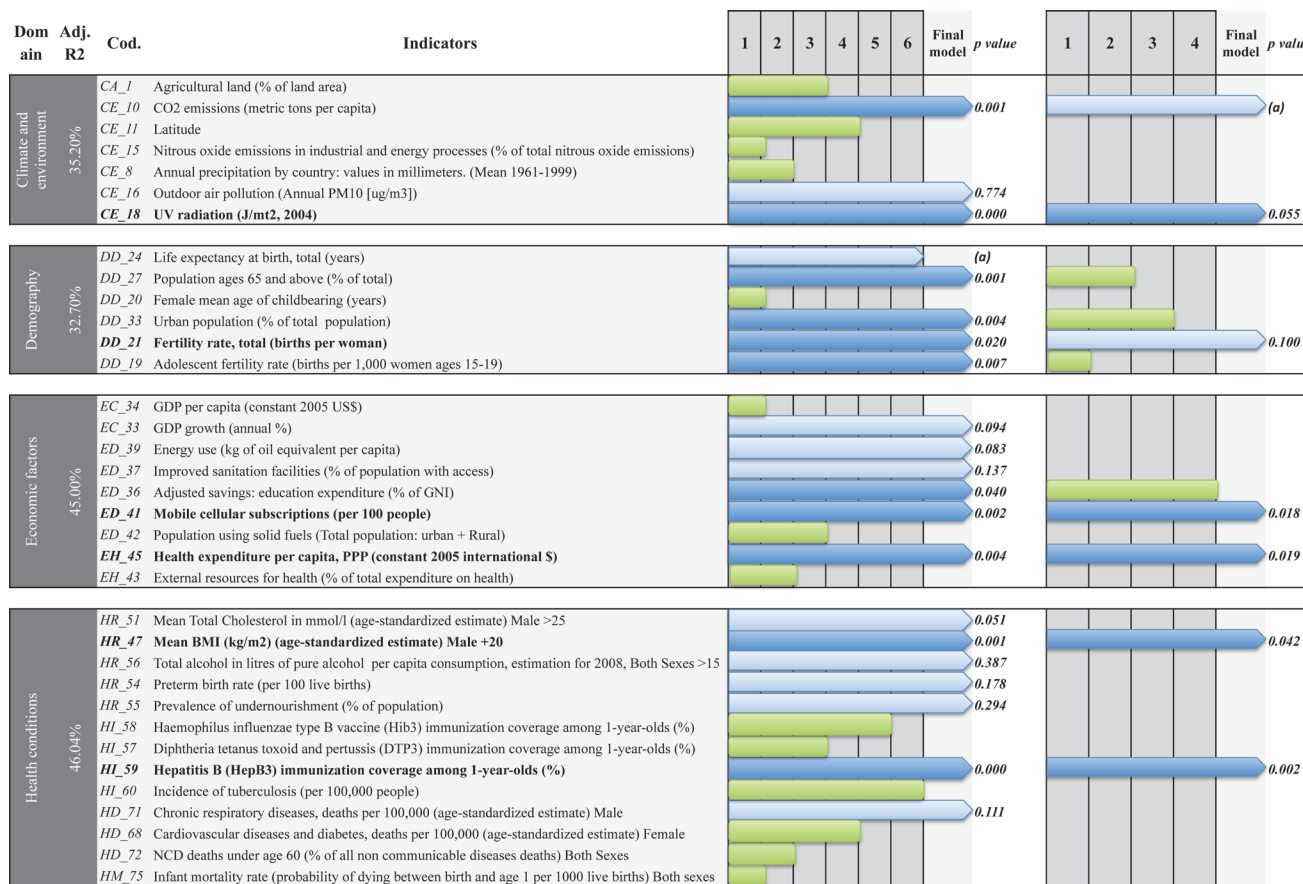 Dom ain Adj. R2 Cod. Indicators 1 2 3 4 5 6 Final model p value 1 2 3 4 Final model p valu
Climate and environment
35.20%
CA_1 Agricultural land (% of land area)
CE_10 CO2 emissions (metric tons per capita) 0.001 (a)
CE_11 Latitude
CE_15 Nitrous oxide emissions in industrial and energy processes (% of total nitrous oxide emissions)
CE_8 Annual precipitation by country: values in millimeters. (Mean 1961-1999)
CE_16 Outdoor air pollution (Annual PM10 [ug/m3]) 0.774
CE_18 UV radiation (J/mt2, 2004) 0.000 0.055
Demography
32.70%
DD_24 Life expectancy at birth, total (years) (a)
DD_27 Population ages 65 and above (% of total) 0.001
DD_20 Female mean age of childbearing (years)
DD_33 Urban population (% of total population) 0.004
DD_21 Fertility rate, total (births per woman) 0.020 0.100
DD_19 Adolescent fertility rate (births per 1,000 women ages 15-19) 0.007
Economic factors
45.00%
EC_34 GDP per capita (constant 2005 US$)
EC_33 GDP growth (annual %) 0.094
ED_39 Energy use (kg of oil equivalent per capita) 0.083
ED_37 Improved sanitation facilities (% of population with access) 0.137
ED_36 Adjusted savings: education expenditure (% of GNI) 0.040
ED_41 Mobile cellular subscriptions (per 100 people) 0.002 0.018
ED_42 Population using solid fuels (Total population: urban + Rural)
EH_45 Health expenditure per capita, PPP (constant 2005 international $) 0.004 0.019
EH_43 External resources for health (% of total expenditure on health)
Health conditions
46.04%
HR_51 Mean Total Cholesterol in mmol/l (age-standardized estimate) Male >25 0.051
HR_47 Mean BMI (kg/m2) (age-standardized estimate) Male +20 0.001 0.042
HR_56 Total alcohol in litres of pure alcohol per capita consumption, estimation for 2008, Both Sexes >15 0.387
HR_54 Preterm birth rate (per 100 live births) 0.178
HR_55 Prevalence of undernourishment (% of population) 0.294
HI_58 Haemophilus influenzae type B vaccine (Hib3) immunization coverage among 1-year-olds (%)
HI_57 Diphtheria tetanus toxoid and pertussis (DTP3) immunization coverage among 1-year-olds (%)
HI_59 Hepatitis B (HepB3) immunization coverage among 1-year-olds (%) 0.000 0.002
HI_60 Incidence of tuberculosis (per 100,000 people)
HD_71 Chronic respiratory diseases, deaths per 100,000 (age-standardized estimate) Male 0.111
HD_68 Cardiovascular diseases and diabetes, deaths per 100,000 (age-standardized estimate) Female
HD_72 NCD deaths under age 60 (% of all non communicable diseases deaths) Both Sexes
HM_75 Infant mortality rate (probability of dying between birth and age 1 per 1000 live births) Both sexes